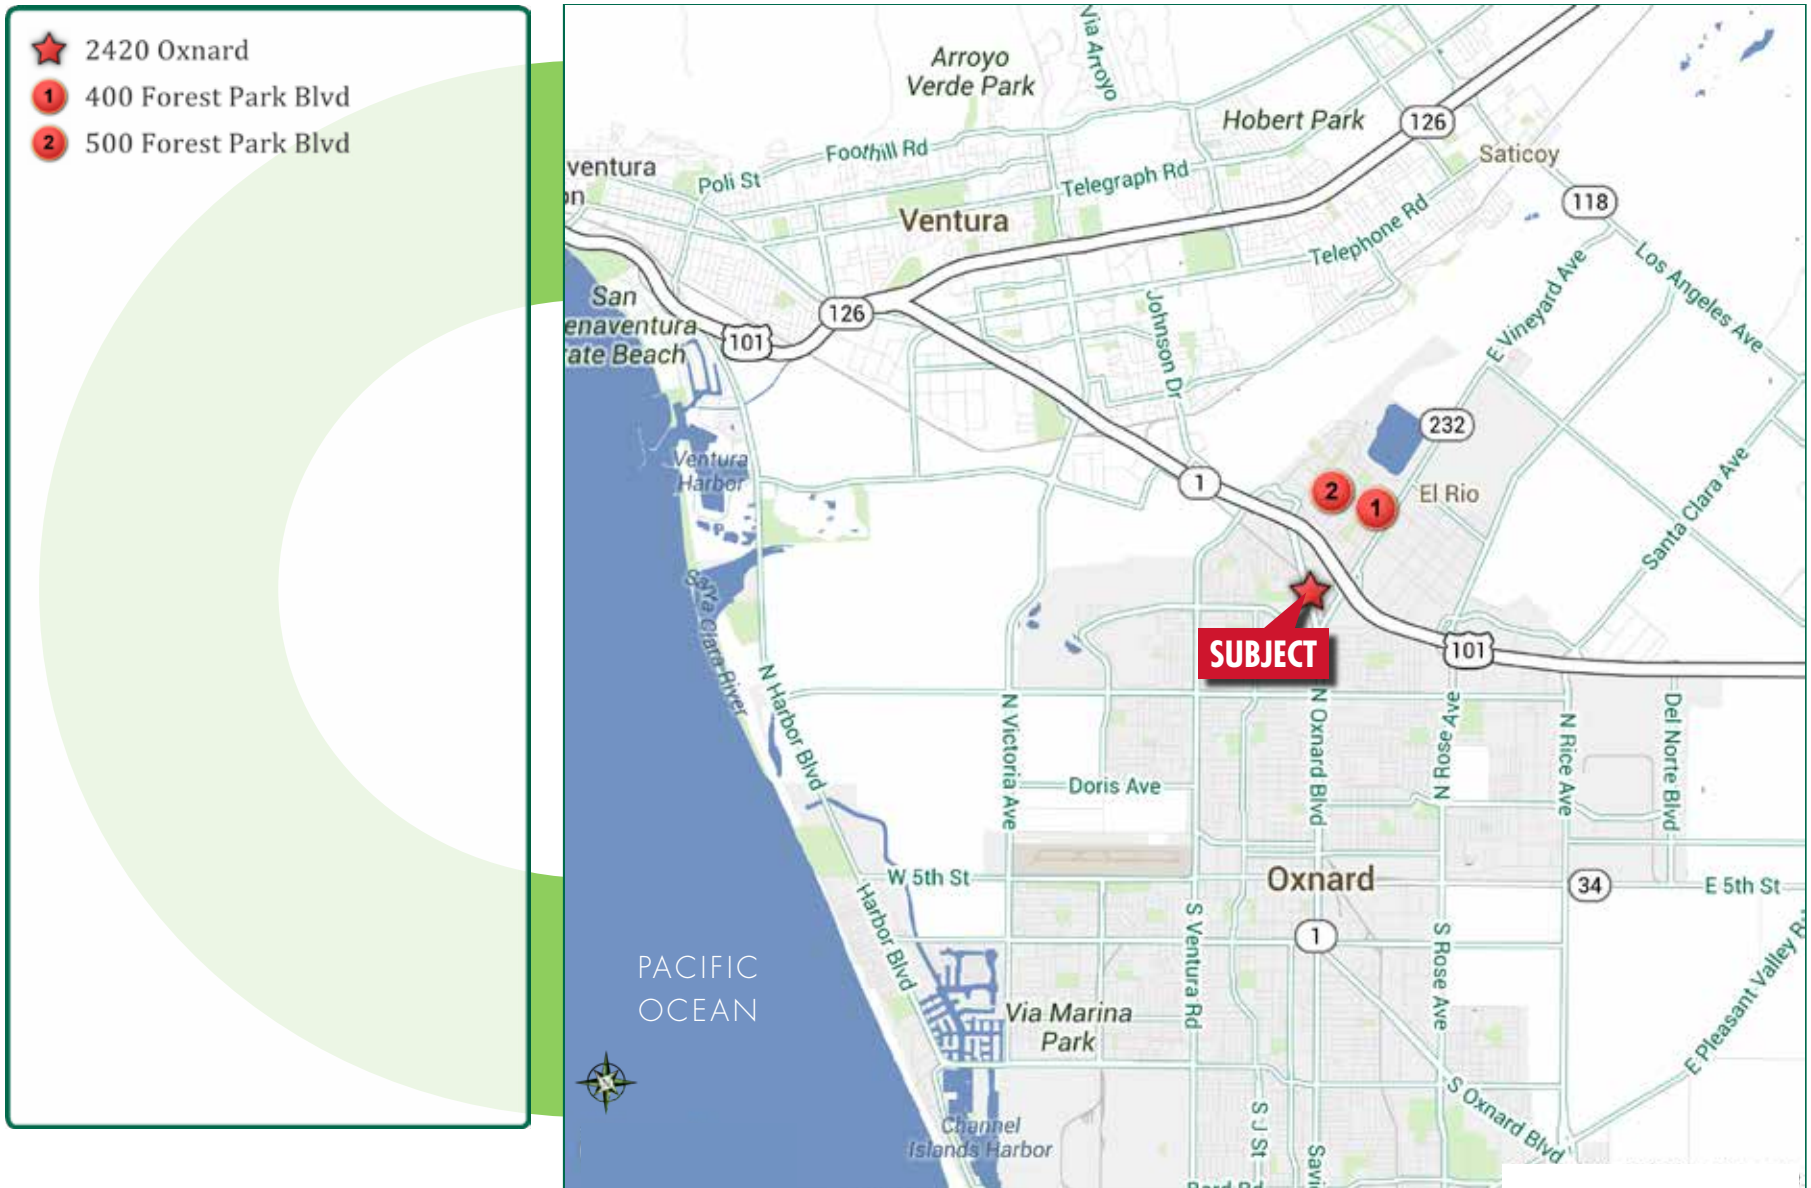 2420 Oxnard
1 400 Forest Park Blvd
2 500 Forest Park Blvd
Via Arroyo
Arroyo
Verde Park
Hobert Park
126
Saticoy
Foothill Rd
ventura
on
Poli St
Telegraph Rd
118
Ventura
Telephone Rd
Los Angeles Ave
E Vineyard Ave
San
enaventura
ate Beach
126
101
Johnson Dr
232
Ventura
Harbor
1
2
1
El Rio
Santa Clara Ave
Clara River
SUBJECT
101
N Harbor Blvd
N Victoria Ave
N Oxnard Blvd
N Rose Ave
N Rice Ave
Del Norte Blvd
Doris Ave
W 5th St
Oxnard
34
E 5th St
Harbor Blvd
S Ventura Rd
1
S Rose Ave
E Pleasant Valley R
PACIFIC
OCEAN
Via Marina
Park
S Oxnard Blvd
S J St
Savi
Channel
Islands Harbor